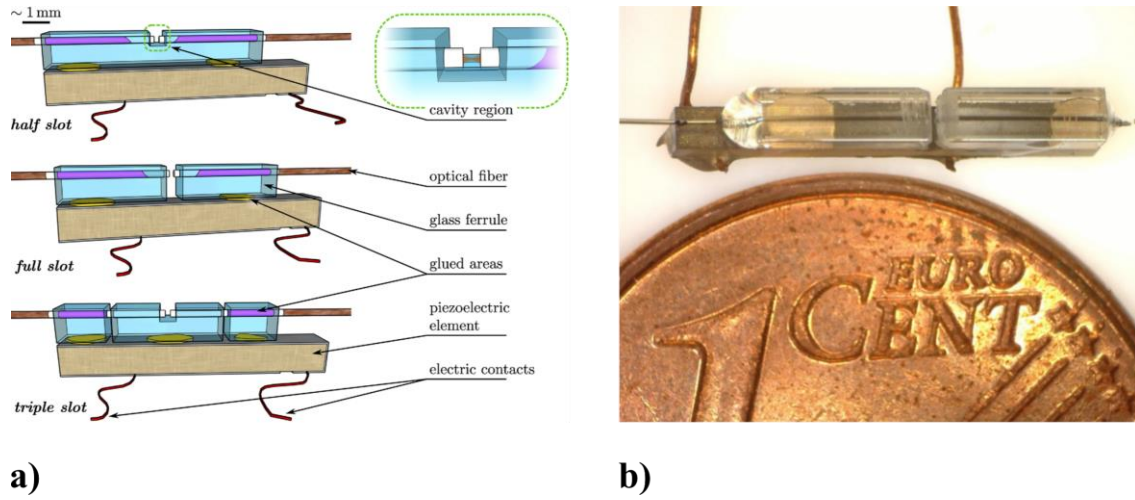 ~ 1 mm
cavity region
half slot
optical fiber
glass ferrule
full slot
glued areas
piezoelectric
element
electric contacts
triple slot
1
EURO
CENT
a)
b)